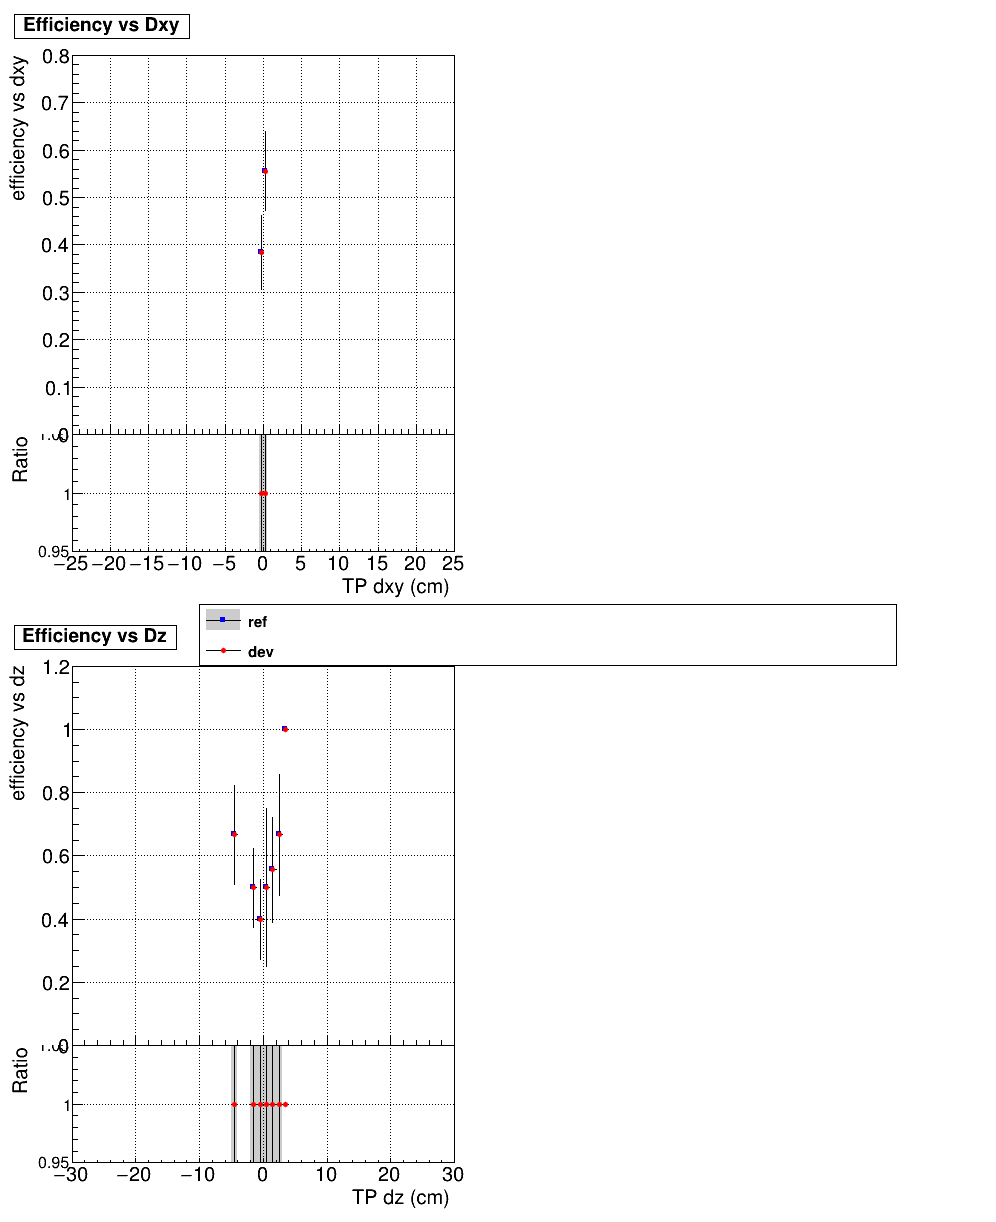 Efficiency vs Dxy
efficiency vs dxy
0.8
0.7
0.6
0.5
0.4
0.3
0.2
0.1
0
Ratio
1
0.95
−25 −20 −15 −10 −5 0 5 10 15 20 25
TP dxy (cm)
ref
dev
Efficiency vs Dz
efficiency vs dz
1.2
1
0.8
0.6
0.4
0.2
0
Ratio
1
0.95
−30 −20 −10 0 10 20 30
TP dz (cm)